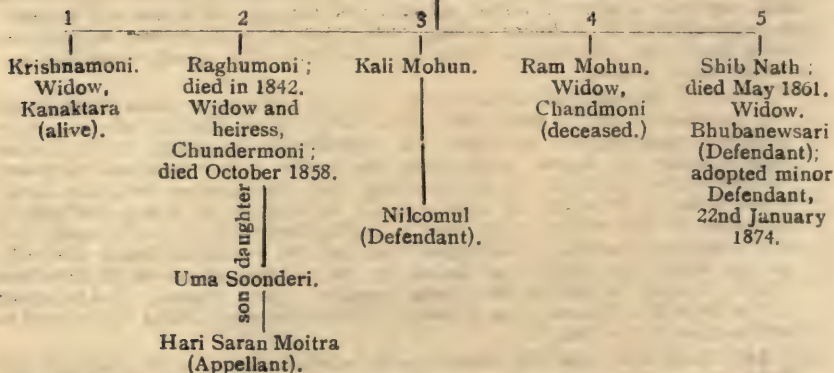 1 2 3 4 5
Krishnamoni.
Widow,
Kanaktara
(alive).
Raghumoni ;
died in 1842.
Widow and
heiress,
Chundermoni ;
died October 1858.
daughter
Uma Soonderi.
son
Hari Saran Moitra
(Appellant).
Kali Mohun.
Nilcomul
(Defendant).
Ram Mohun.
Widow,
Chandmoni
(deceased.)
Shib Nath ;
died May 1861.
Widow.
Bhubanewsari
(Defendant);
adopted minor
Defendant,
22nd January
1874.